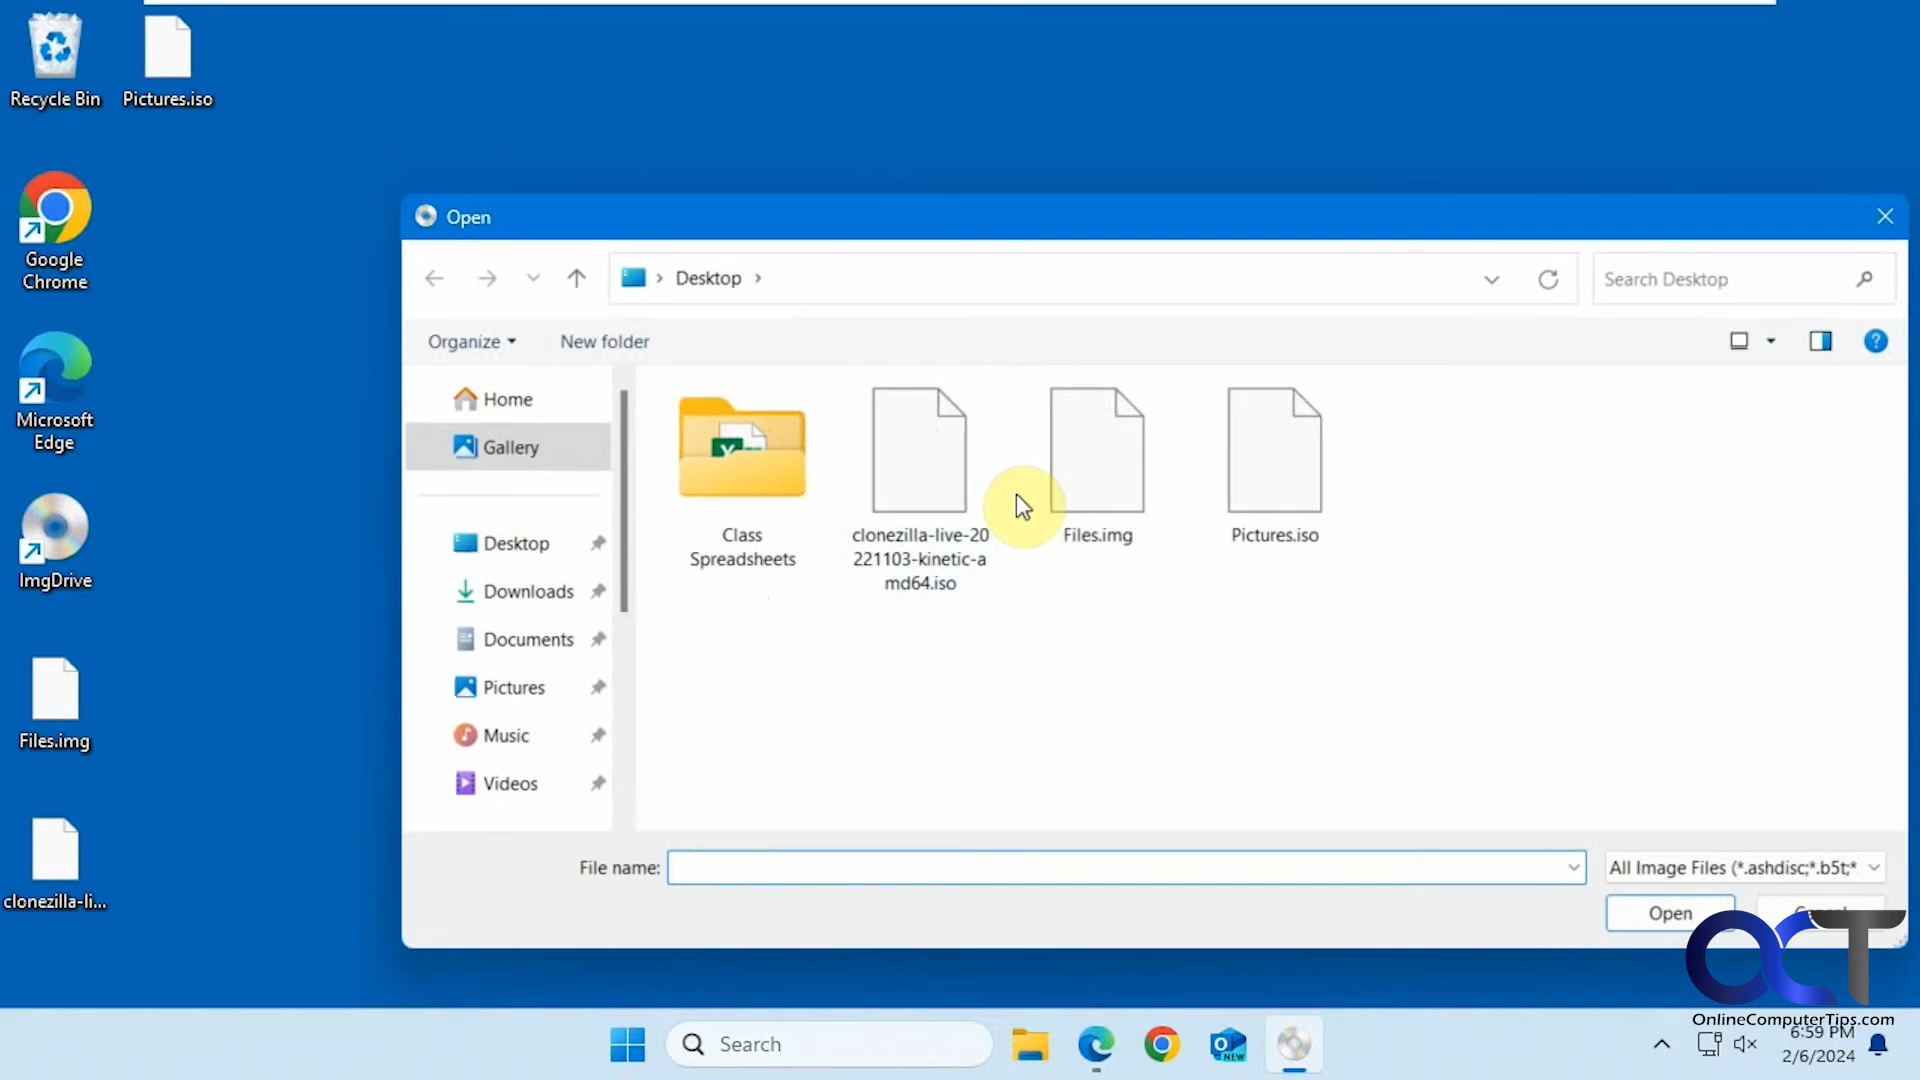 Recycle Bin
Pictures.iso
Google
Chrome
Microsoft
Edge
ImgDrive
Files.img
clonezilla-li...
Open
Desktop
Search Desktop
Organize
New folder
Home
Gallery
Desktop
Downloads
Documents
Pictures
Music
Videos
Class
Spreadsheets
clonezilla-live-20
221103-kinetic-a
md64.iso
Files.img
Pictures.iso
File name:
All Image Files (*.ashdisc;*.b5t;*
Open
OCT
OnlineComputerTips.com
Search
NEW
6:59 PM
2/6/2024